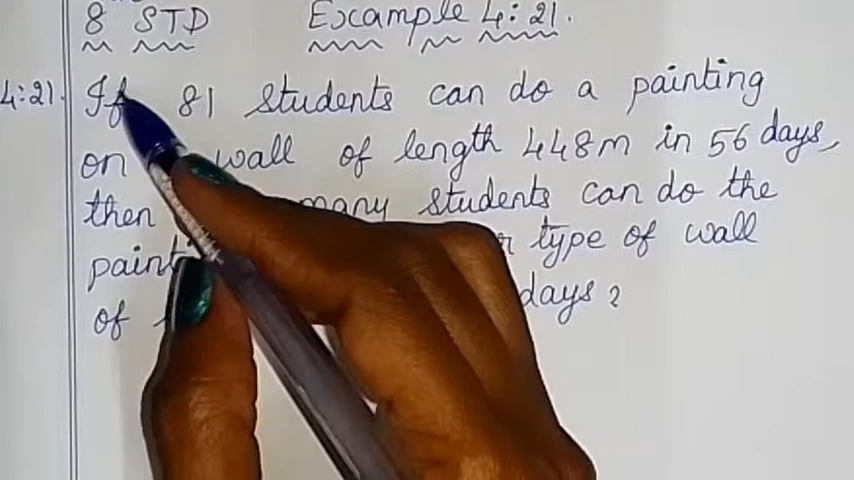 8 STD Example 4:21.
4:21. If 81 students can do a painting
on wall of length 448m in 56 days,
then many students can do the
paint type of wall
of days?